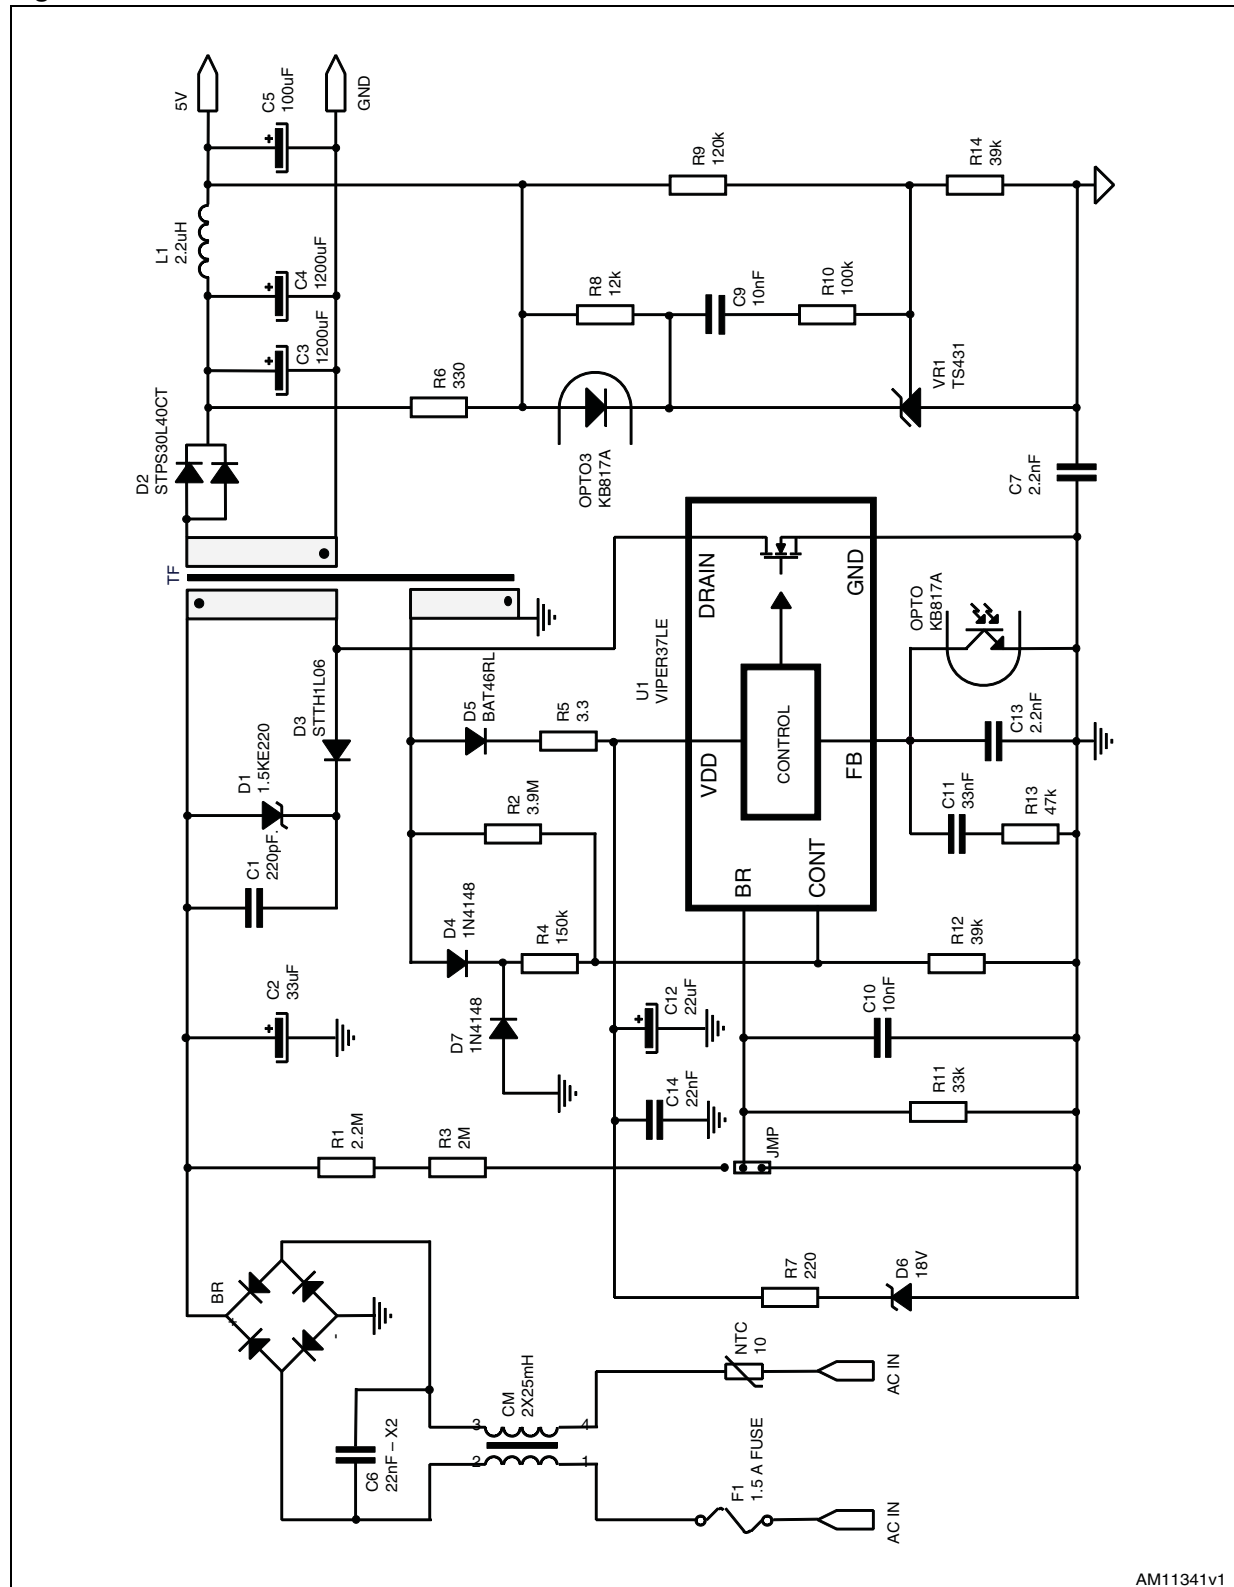 5V
C5
100uF
GND
L1
2.2uH
C4
1200uF
C3
1200uF
D2
STPS30L40CT
R9
120k
R14
39k
R8
12k
C9
10nF
R10
100k
R6
330
VR1
TS431
OPTO3
KB817A
C7
2.2nF
TF
DRAIN
GND
U1
VIPER37LE
OPTO
KB817A
D3
STTH1L06
D5
BAT46RL
R5
3.3
VDD
CONTROL
FB
C13
2.2nF
D1
1.5KE220
R2
3.9M
C11
33nF
R13
47k
C1
220pF.
BR
CONT
D4
1N4148
R4
150k
R12
39k
C2
33uF
D7
1N4148
C12
22uF
C10
10nF
C14
22nF
R11
33k
R1
2.2M
R3
2M
JMP
BR
+
-
R7
220
D6
18V
NTC
10
AC IN
CM
2X25mH
3
4
2
1
C6
22nF – X2
F1
1.5 A FUSE
AC IN
AM11341v1